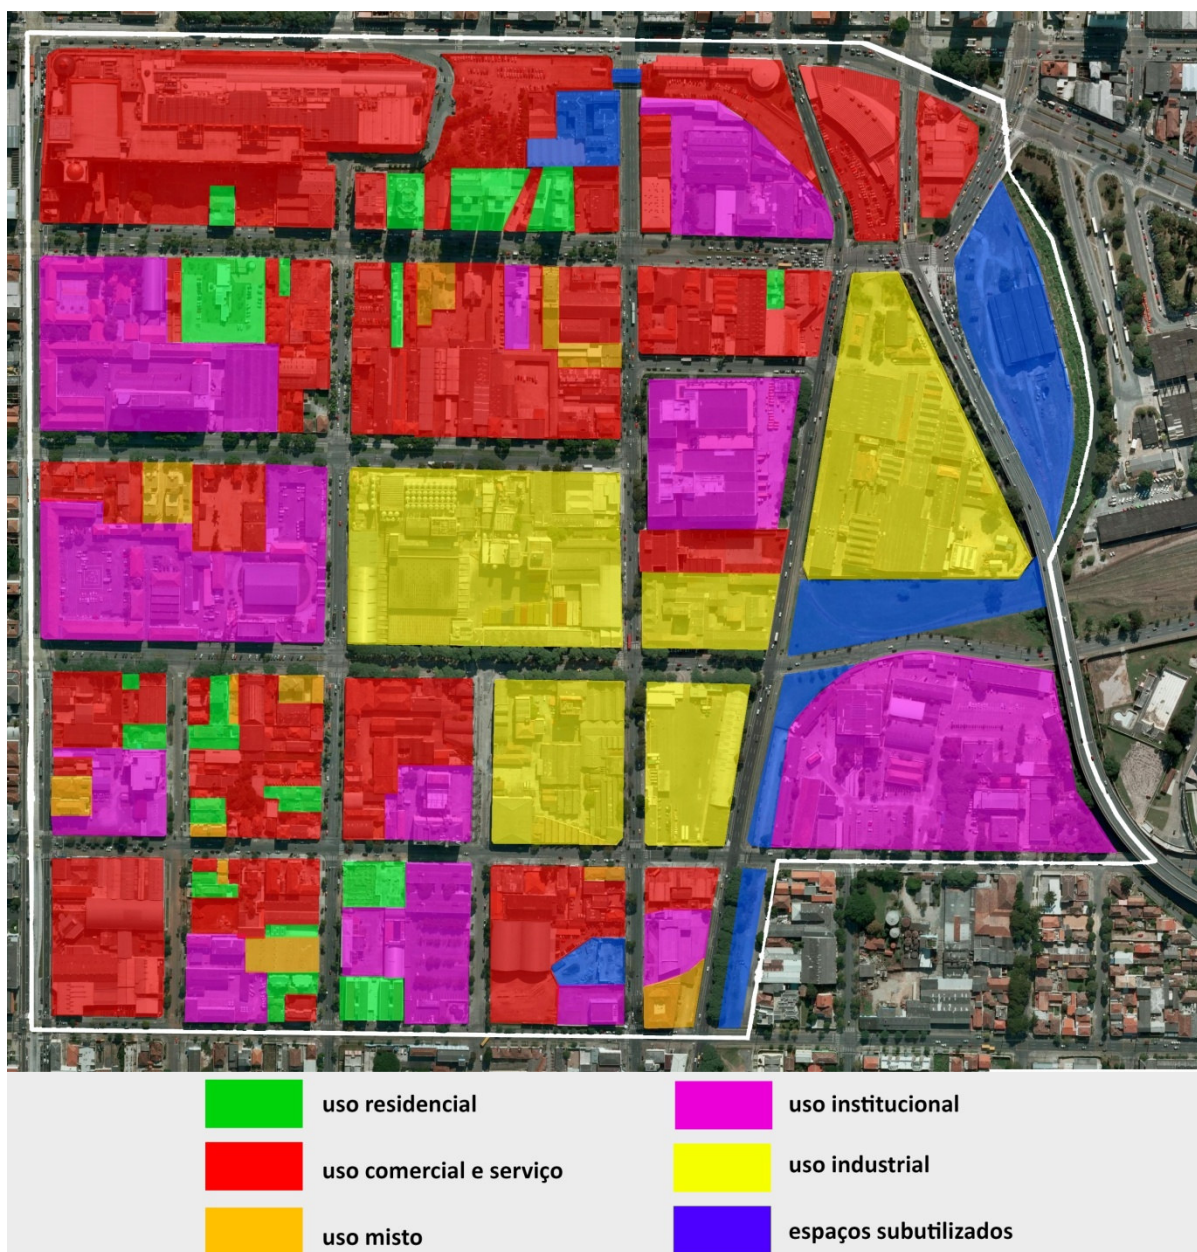 uso residencial
uso institucional
uso comercial e serviço
uso industrial
uso misto
espaços subutilizados